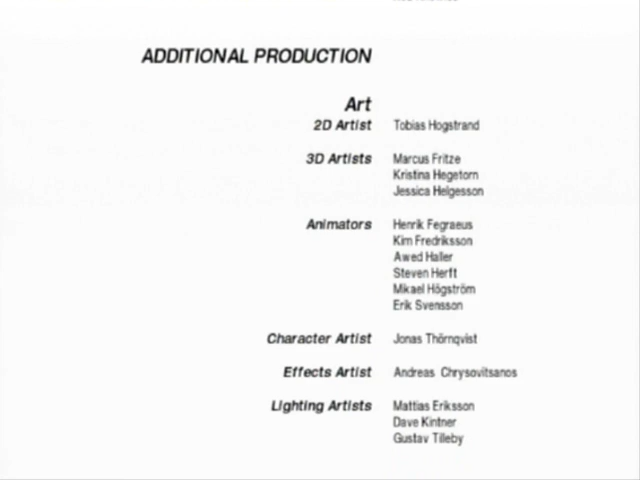 ADDITIONAL PRODUCTION
Art
2D Artist Tobias Hogstrand
3D Artists Marcus Fritze
Kristina Hegetorn
Jessica Helgesson
Animators Henrik Fegraeus
Kim Fredriksson
Awed Haller
Steven Herft
Mikael Högström
Erik Svensson
Character Artist Jonas Thörnqvist
Effects Artist Andreas Chrysovitsanos
Lighting Artists Mattias Eriksson
Dave Kintner
Gustav Tilleby